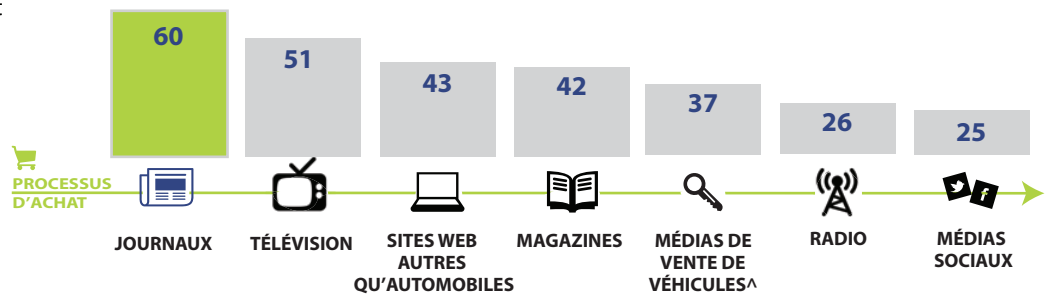 60
51
43
42
37
26
25
PROCESSUS
D'ACHAT
JOURNAUX
TÉLÉVISION
SITES WEB
AUTRES
QU'AUTOMOBILES
MAGAZINES
MÉDIAS DE
VENTE DE
VÉHICULES^
RADIO
MÉDIAS
SOCIAUX